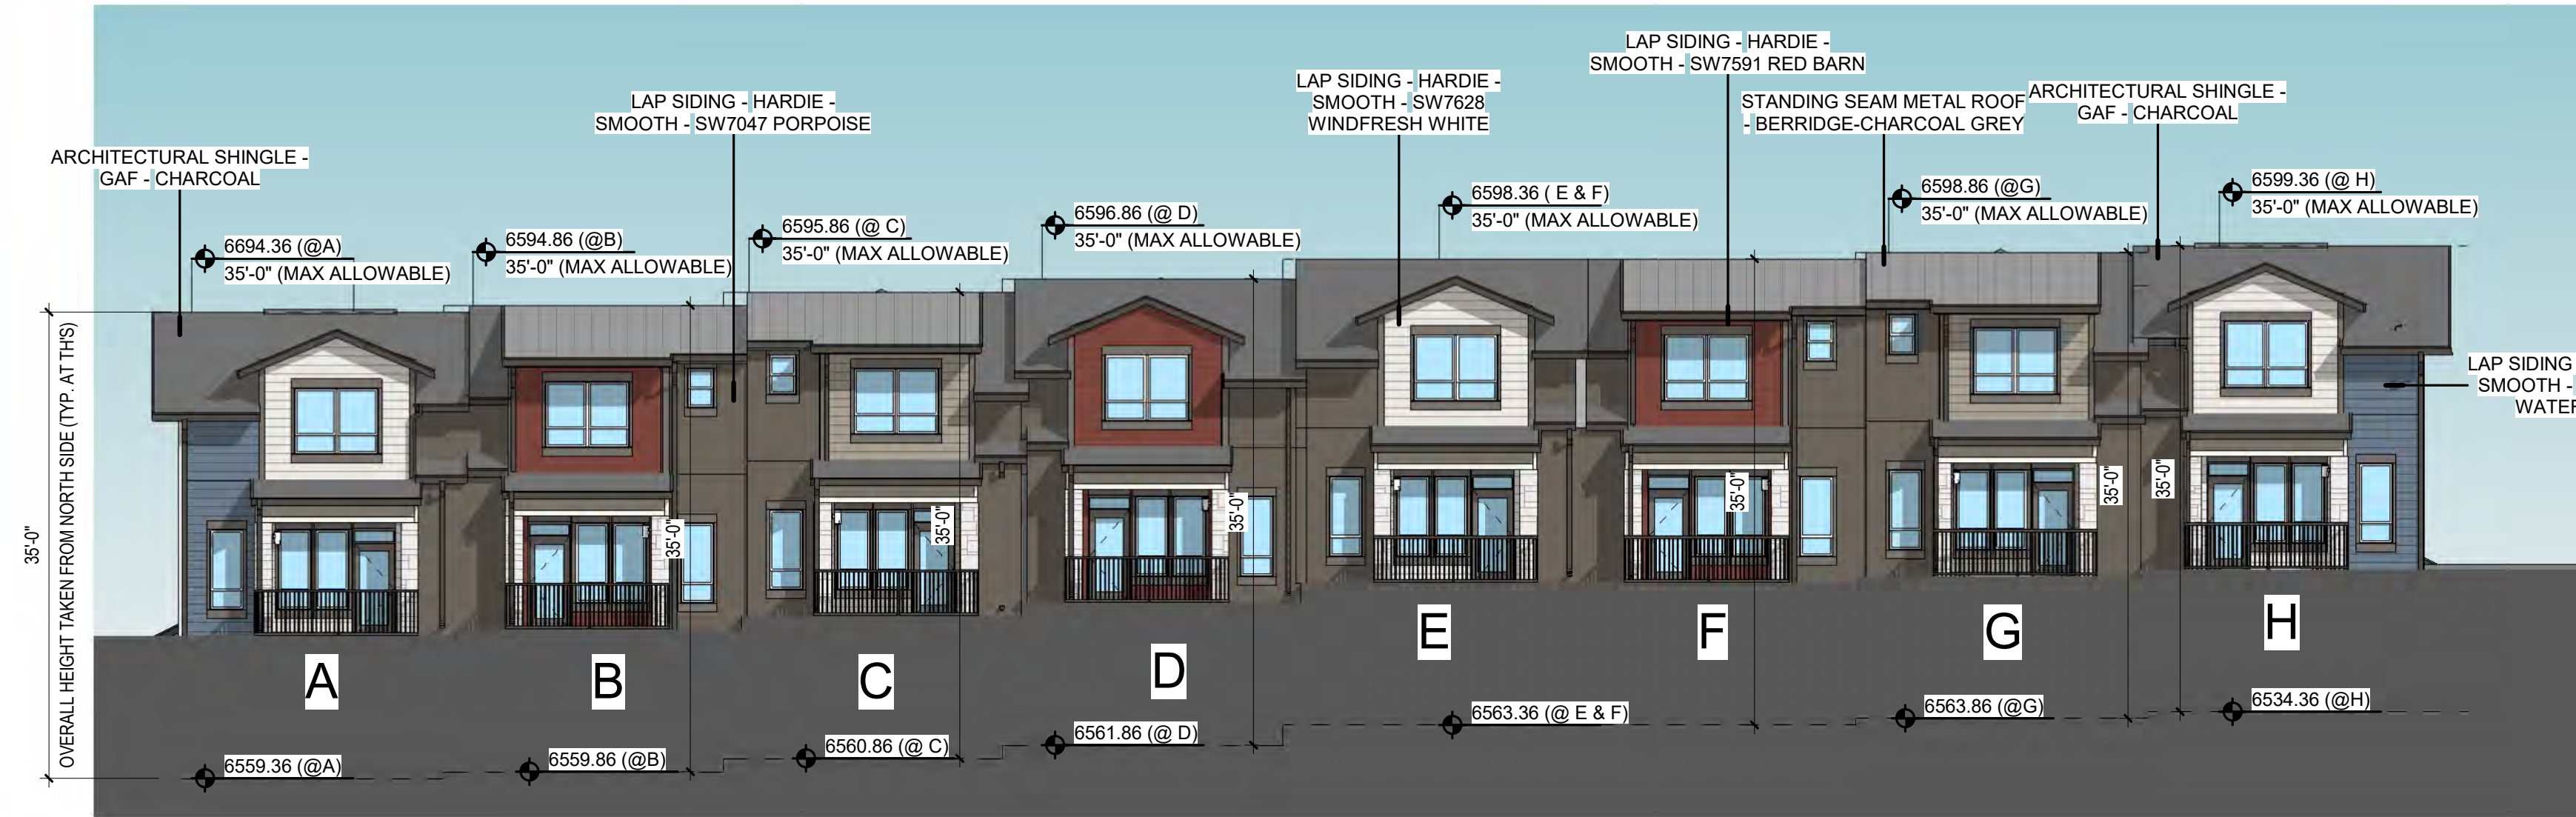 LAP SIDING - HARDIE -
SMOOTH - SW7591 RED BARN
LAP SIDING - HARDIE -
SMOOTH - SW7628
WINDFRESH WHITE
LAP SIDING - HARDIE -
SMOOTH - SW7047 PORPOISE
STANDING SEAM METAL ROOF
- BERRIDGE-CHARCOAL GREY
ARCHITECTURAL SHINGLE -
GAF - CHARCOAL
ARCHITECTURAL SHINGLE -
GAF - CHARCOAL
6694.36 (@A)
35'-0" (MAX ALLOWABLE)
6594.86 (@B)
35'-0" (MAX ALLOWABLE)
6595.86 (@ C)
35'-0" (MAX ALLOWABLE)
6596.86 (@ D)
35'-0" (MAX ALLOWABLE)
6598.36 ( E & F)
35'-0" (MAX ALLOWABLE)
6598.86 (@G)
35'-0" (MAX ALLOWABLE)
6599.36 (@ H)
35'-0" (MAX ALLOWABLE)
LAP SIDING
SMOOTH -
WATER
35'-0"
OVERALL HEIGHT TAKEN FROM NORTH SIDE (TYP. AT TH'S)
35'-0"
35'-0"
35'-0"
35'-0"
35'-0"
35'-0"
A
B
C
D
E
F
G
H
6559.36 (@A)
6559.86 (@B)
6560.86 (@ C)
6561.86 (@ D)
6563.36 (@ E & F)
6563.86 (@G)
6534.36 (@H)